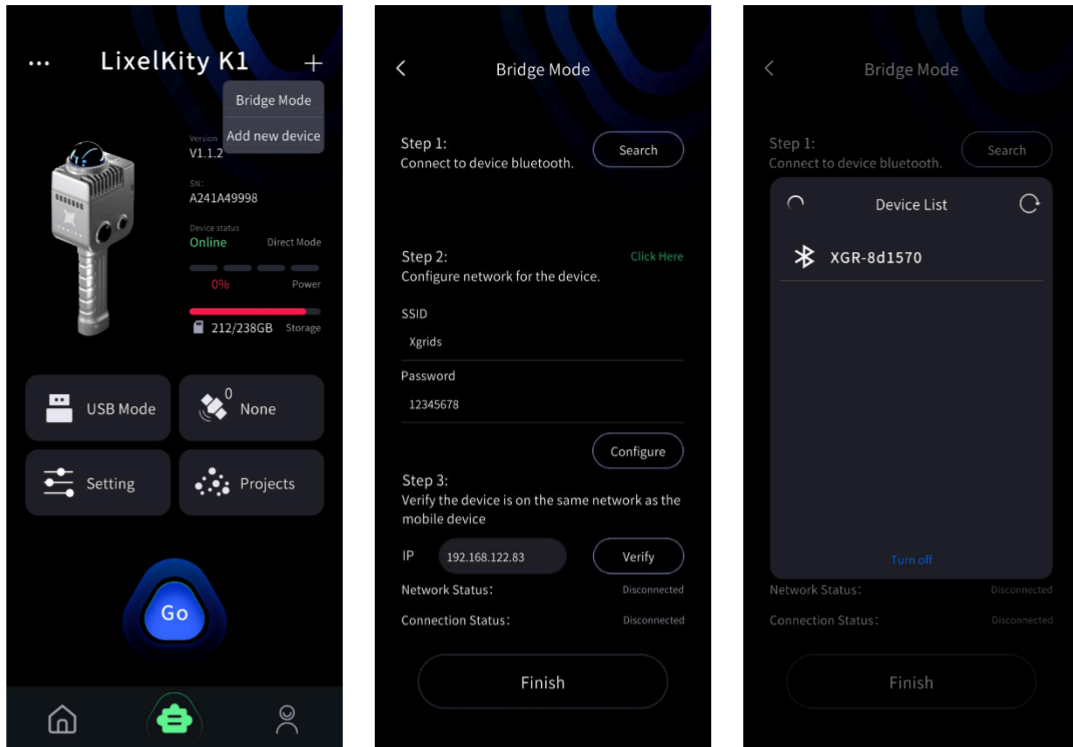 LixelKity K1
Bridge Mode
Add new device
Version
V1.1.2
SN:
A241A49998
Device status
Online Direct Mode
0% Power
212/238GB Storage
USB Mode
0
None
Setting
Projects
Go
Bridge Mode
Step 1:
Connect to device bluetooth.
Search
Step 2:
Click Here
Configure network for the device.
SSID
Xgrids
Password
12345678
Configure
Step 3:
Verify the device is on the same network as the
mobile device
IP 192.168.122.83 Verify
Network Status: Disconnected
Connection Status: Disconnected
Finish
Bridge Mode
Step 1:
Connect to device bluetooth.
Search
Device List
XGR-8d1570
Turn off
Network Status: Disconnected
Connection Status: Disconnected
Finish